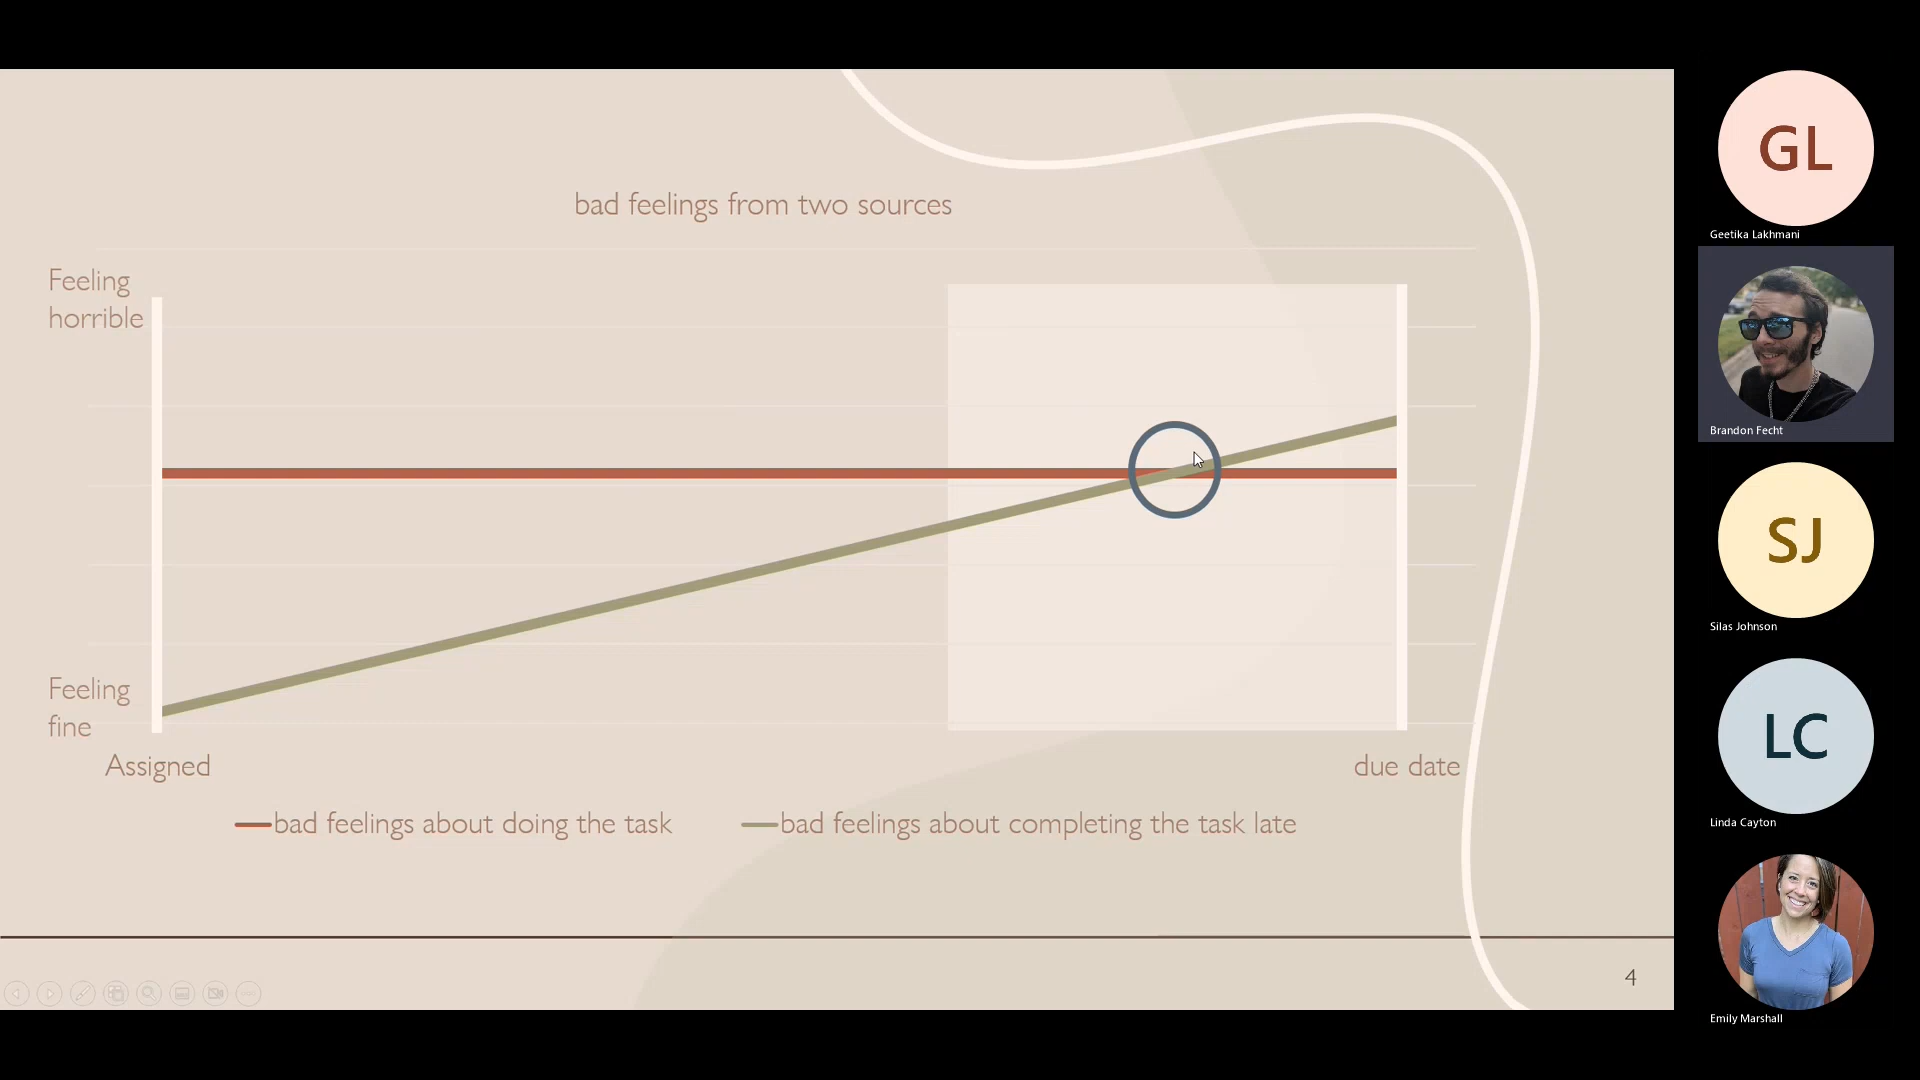 bad feelings from two sources
Feeling
horrible
Feeling
fine
Assigned
due date
bad feelings about doing the task
bad feelings about completing the task late
4
GL
Geetika Lakhmani
Brandon Fecht
SJ
Silas Johnson
LC
Linda Cayton
Emily Marshall